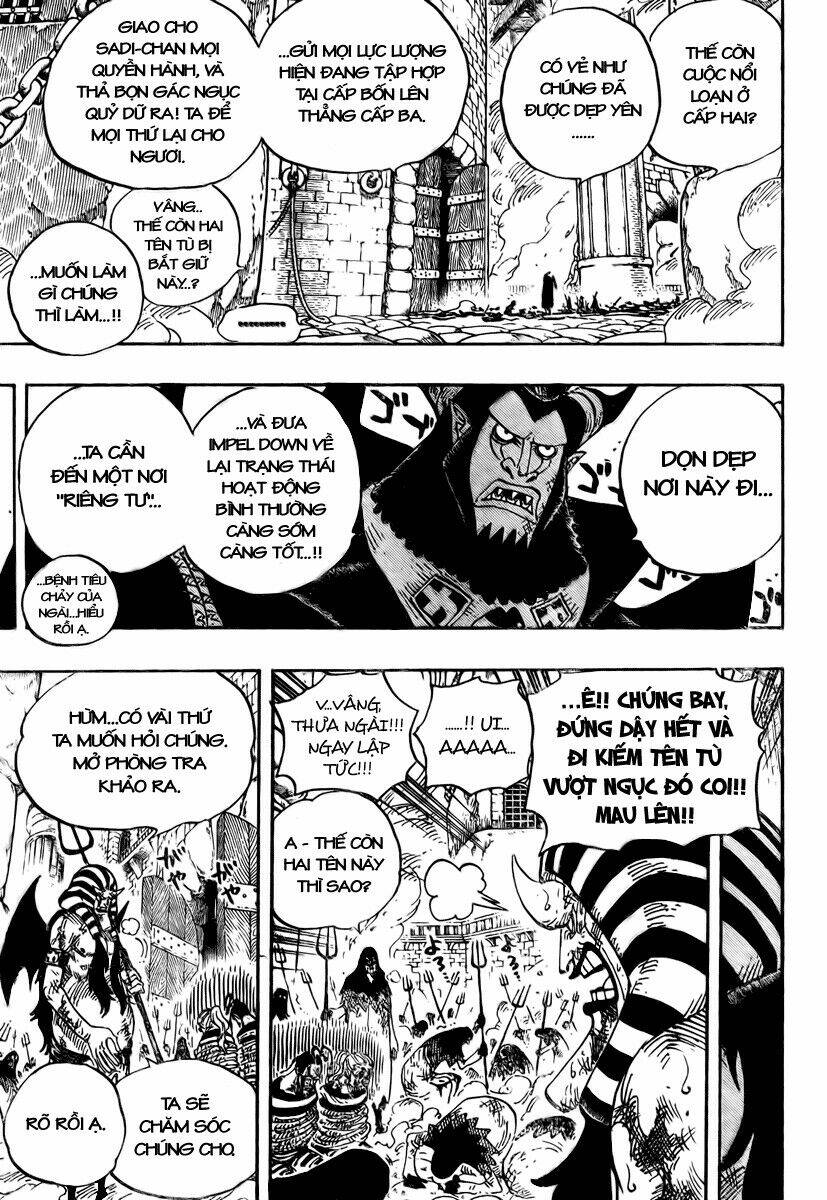 THẾ CÒN
CUỘC NỔI
LOẠN Ở
CẤP HAI?
CÓ VẺ NHƯ
CHÚNG ĐÃ
ĐƯỢC DẸP YÊN
......
...GỬI MỌI LỰC LƯỢNG
HIỆN ĐANG TẬP HỢP
TẠI CẤP BỐN LÊN
THẲNG CẤP BA.
GIAO CHO
SADI-CHAN MỌI
QUYỀN HÀNH, VÀ
THẢ BỌN GÁC NGỤC
QUỶ DỮ RA! TA ĐỂ
MỌI THỨ LẠI CHO
NGƯƠI.
VÂNG..
THẾ CÒN HAI
TÊN TÙ BỊ
BẮT GIỮ
NÀY...?
..........
...MUỐN LÀM
GÌ CHÚNG
THÌ LÀM...!!
DỌN DẸP
NƠI NÀY ĐI...
...VÀ ĐƯA
IMPEL DOWN VỀ
LẠI TRẠNG THÁI
HOẠT ĐỘNG
BÌNH THƯỜNG
CÀNG SỚM
CÀNG TỐT...!!
...TA CẦN
ĐẾN MỘT NƠI
"RIÊNG TƯ"...
...BỆNH TIÊU
CHẢY CỦA
NGÀI...HIỂU
RỒI Ạ.
...Ê!! CHÚNG BAY,
ĐỨNG DẬY HẾT VÀ
ĐI KIẾM TÊN TÙ
VƯỢT NGỤC ĐÓ COI!!
MAU LÊN!!
......!! UI...
AAAAA...
V...VÂNG,
THƯA NGÀI!!!
NGAY LẬP
TỨC!!!
A - THẾ CÒN
HAI TÊN NÀY
THÌ SAO?
HỪM...CÓ VÀI THỨ
TA MUỐN HỎI CHÚNG.
MỞ PHÒNG TRA
KHẢO RA.
TA SẼ
CHĂM SÓC
CHÚNG CHO.
RÕ RỒI Ạ.